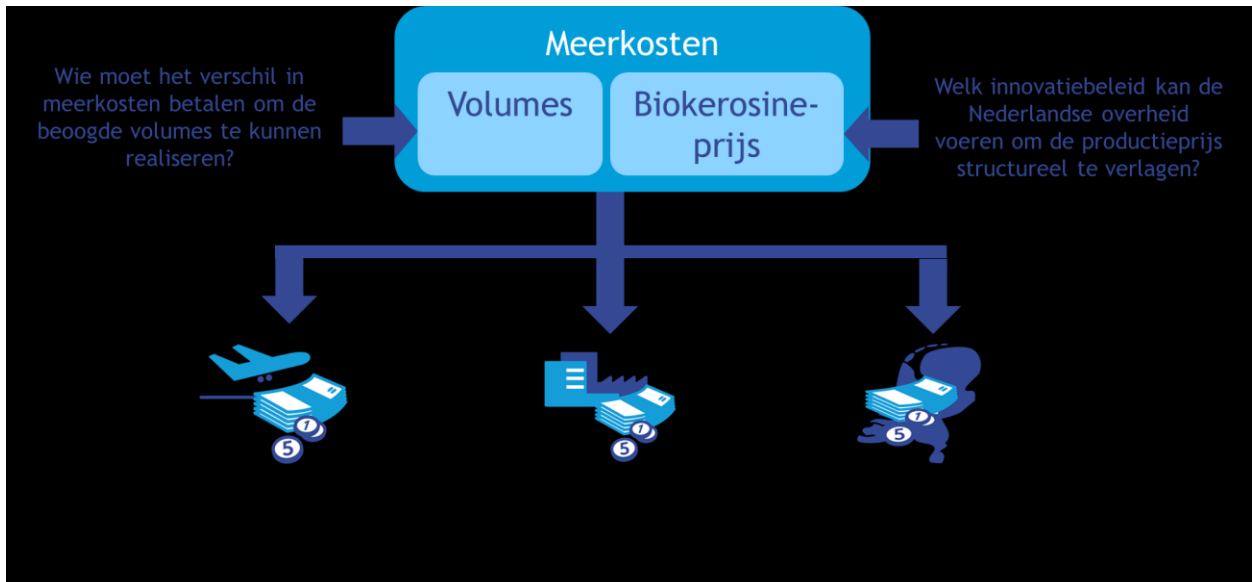 Meerkosten
Wie moet het verschil in
meerkosten betalen om de
beoogde volumes te kunnen
realiseren?
Volumes
Biokerosine-
prijs
Welk innovatiebeleid kan de
Nederlandse overheid
voeren om de productieprijs
structureel te verlagen?
1
5
1
5
1
5